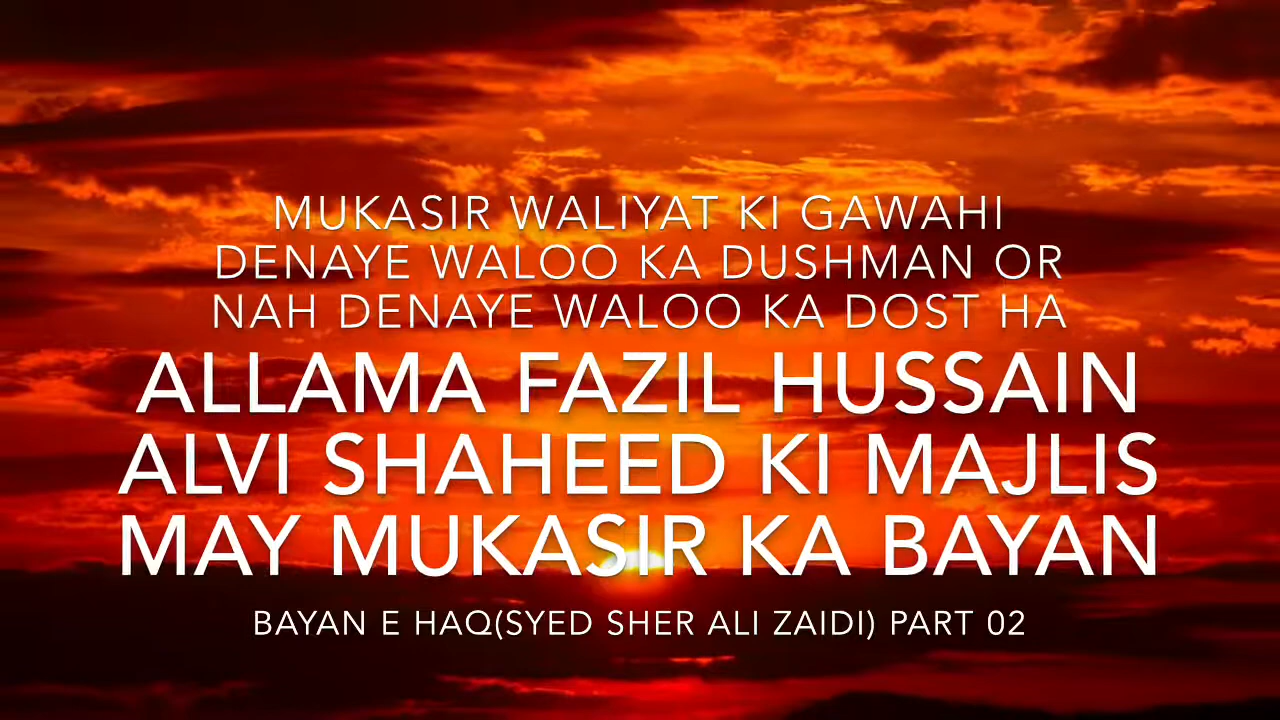 MUKASIR WALIYAT KI GAWAHI
DENAYE WALOO KA DUSHMAN OR
NAH DENAYE WALOO KA DOST HA
ALLAMA FAZIL HUSSAIN
ALVI SHAHEED KI MAJLIS
MAY MUKASIR KA BAYAN
BAYAN E HAQ(SYED SHER ALI ZAIDI) PART 02